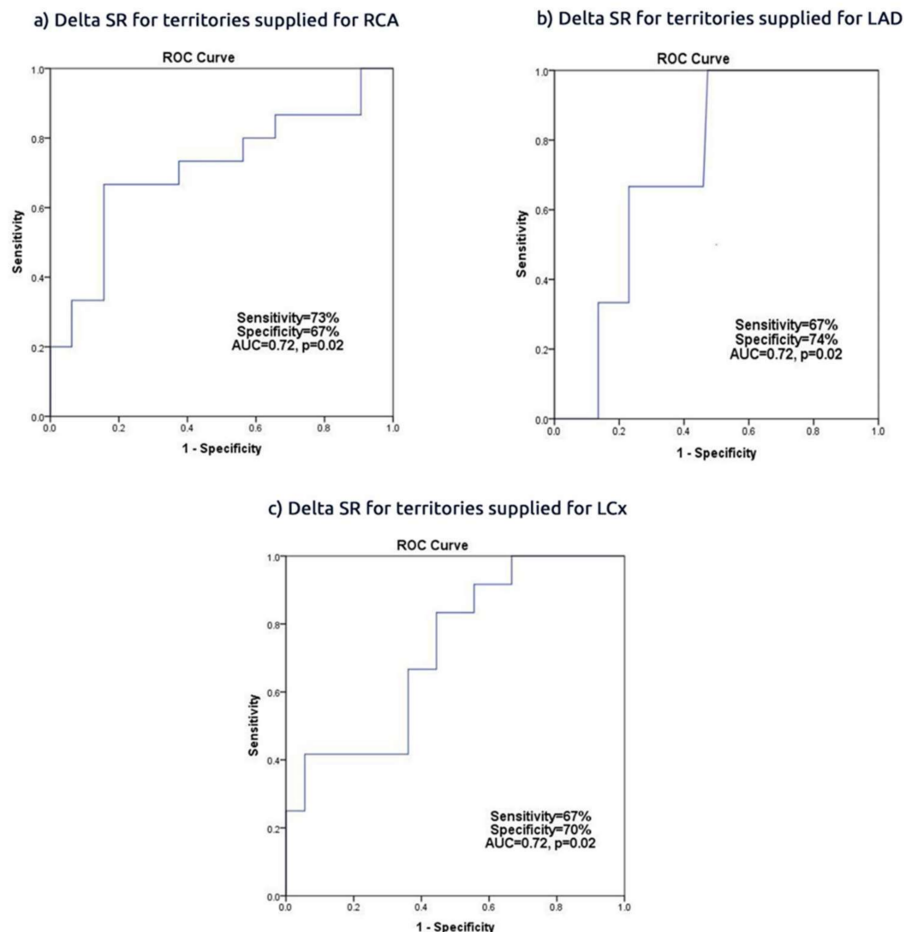 a) Delta SR for territories supplied for RCA
ROC Curve
1.0
0.8
0.6
0.4
0.2
0.0
Sensitivity
Sensitivity=73%
Specificity=67%
AUC=0.72, p=0.02
0.0 0.2 0.4 0.6 0.8 1.0
1 - Specificity
b) Delta SR for territories supplied for LAD
ROC Curve
1.0
0.8
0.6
0.4
0.2
0.0
Sensitivity
Sensitivity=67%
Specificity=74%
AUC=0.72, p=0.02
0.0 0.2 0.4 0.6 0.8 1.0
1 - Specificity
c) Delta SR for territories supplied for LCx
ROC Curve
1.0
0.8
0.6
0.4
0.2
0.0
Sensitivity
Sensitivity=67%
Specificity=70%
AUC=0.72, p=0.02
0.0 0.2 0.4 0.6 0.8 1.0
1 - Specificity